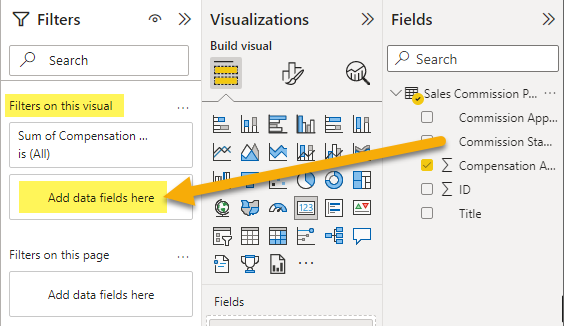 Filters
Search
Filters on this visual ...
Sum of Compensation ...
is (All)
Add data fields here
Filters on this page ...
Add data fields here
Visualizations
Build visual
123
...
Fields
Fields
Search
Sales Commission P...
Commission App...
Commission Sta...
∑ Compensation A...
∑ ID
Title